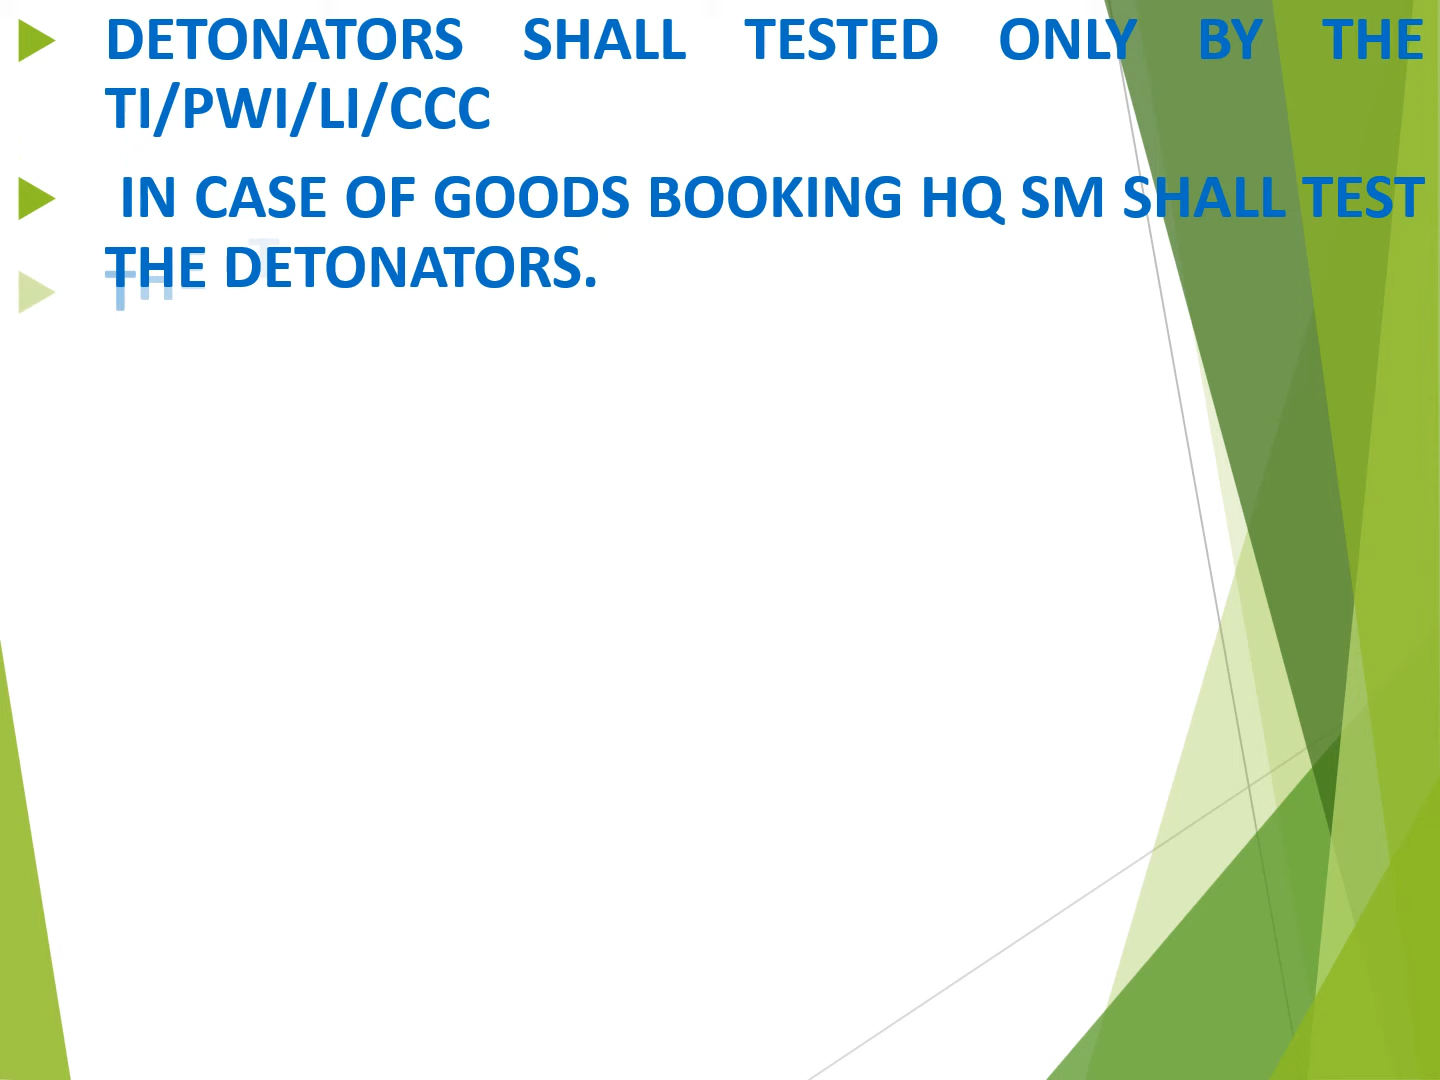 DETONATORS SHALL TESTED ONLY BY THE
TI/PWI/LI/CCC
IN CASE OF GOODS BOOKING HQ SM SHALL TEST
THE DETONATORS.